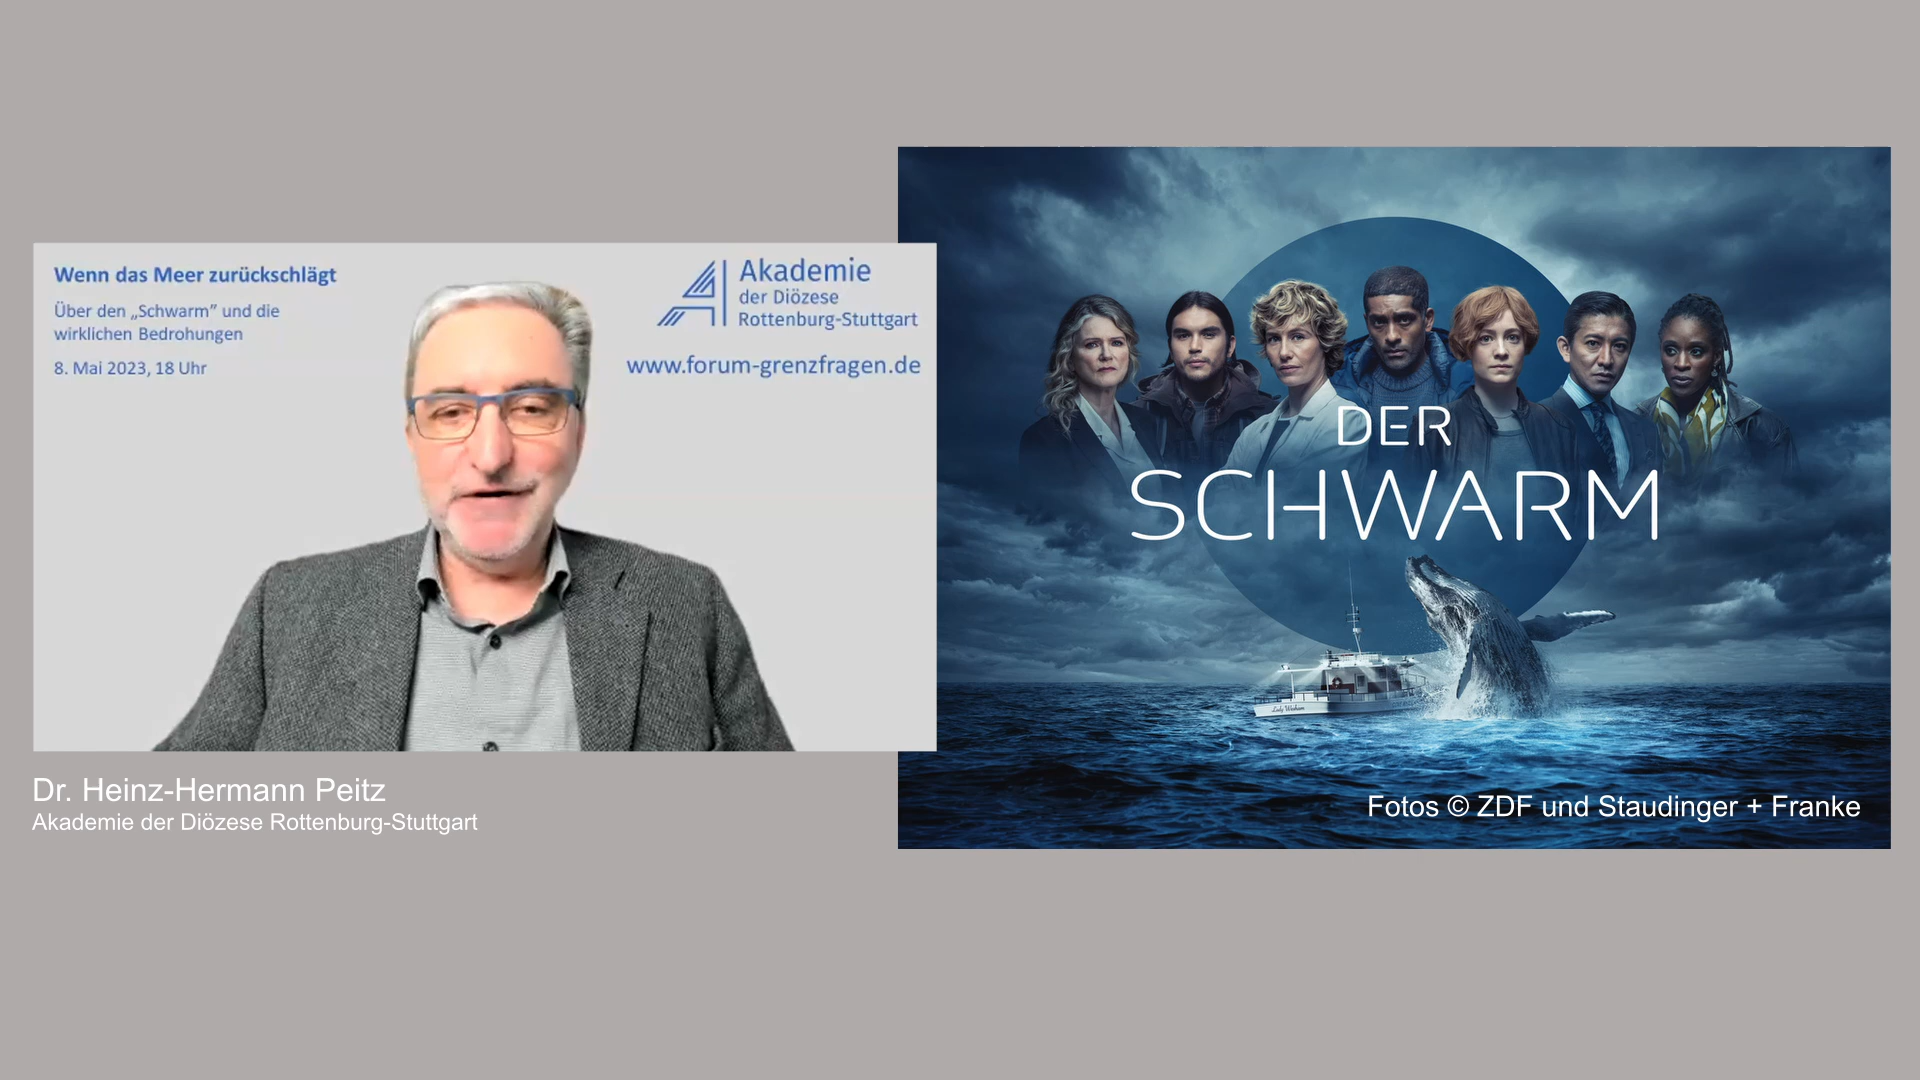 Wenn das Meer zurückschlägt
Über den „Schwarm” und die
wirklichen Bedrohungen
8. Mai 2023, 18 Uhr
Akademie
der Diözese
Rottenburg-Stuttgart
www.forum-grenzfragen.de
Dr. Heinz-Hermann Peitz
Akademie der Diözese Rottenburg-Stuttgart
DER
SCHWARM
Fotos © ZDF und Staudinger + Franke